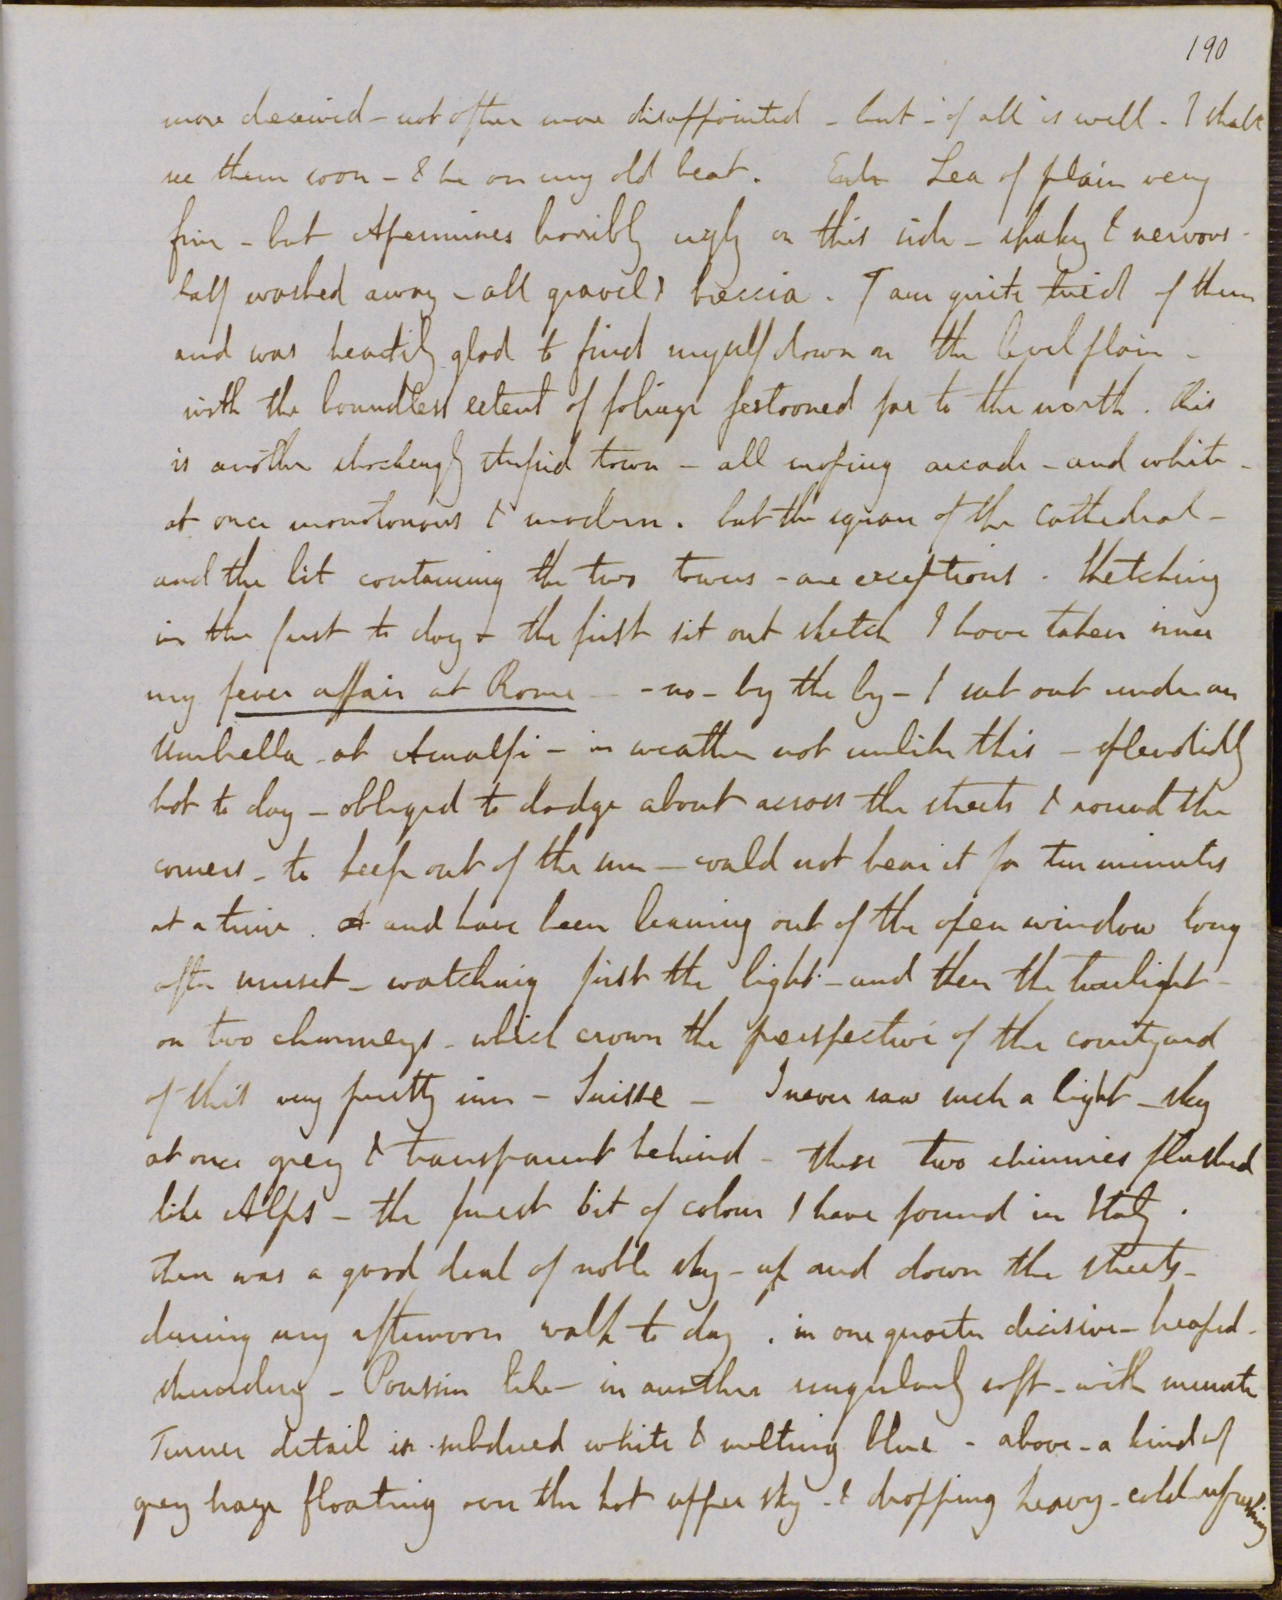 190
more deceived - not often more disappointed - but - if all is well - I shall
see them soon - & be on my old beat. Sea of plain very
fine - but Apennines horribly ugly on this side - shaky & nervous -
half washed away - all gravel & breccia. I am quite tired of them
and was heartily glad to find myself down on the level plain -
with the boundless extent of foliage festooned far to the north. This
is another shockingly stupid town - all moping arcade - and white -
at once monotonous & modern. but the square of the Cathedral -
and the bit containing the two towers - are exceptions. Sketching
in the first to day - the first sit out sketch I have taken since
my fever affair at Rome - - no - by the by - I sat out under an
Umbrella - at Amalfi - in weather not unlike this - splendidly
hot to day - obliged to dodge about across the streets & round the
corners - to keep out of the sun - could not bear it for ten minutes
at a time. and have been leaning out of the open window long
after sunset - watching first the light - and then the twilight -
on two chimneys - which crown the perspective of the courtyard
of this very pretty inn - Suisse - I never saw such a light - sky
at once grey & transparent behind - these two chimnies flushed
like Alps - the finest bit of colour I have found in Italy.
there was a good deal of noble sky - up and down the streets -
during my afternoon walk to day. in one quarter decisive - heaped -
thundery - Poussin like - in another singularly soft - with minute
Turner detail in subdued white & melting blue - above - a kind of
grey haze floating over the hot upper sky - & dropping heavy - cold refreshing